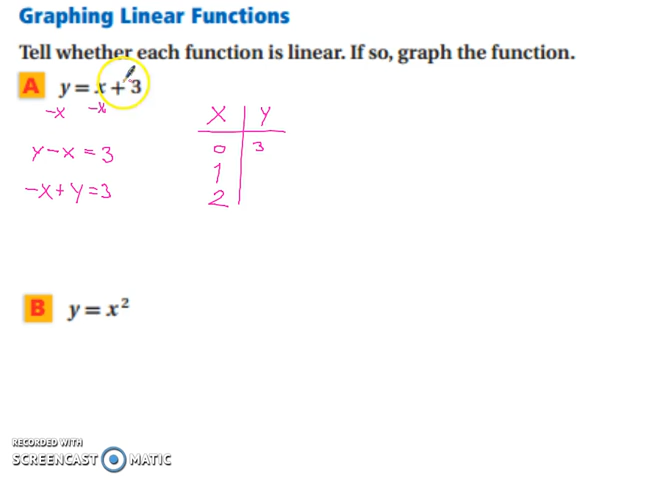 Graphing Linear Functions
Tell whether each function is linear. If so, graph the function.
A y = x + 3
-x -x
y - x = 3
-x + y = 3
X Y
0 3
1
2
B y = x²
RECORDED WITH
SCREENCAST MATIC